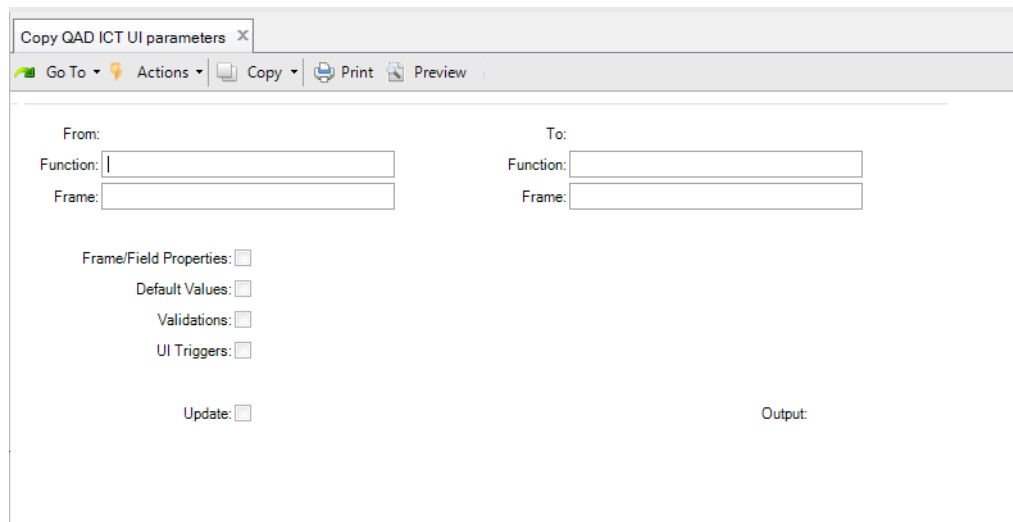 Copy QAD ICT UI parameters X
Go To Actions Copy Print Preview
From: To:
Function: Function:
Frame: Frame:
Frame/Field Properties:
Default Values:
Validations:
UI Triggers:
Update: Output: